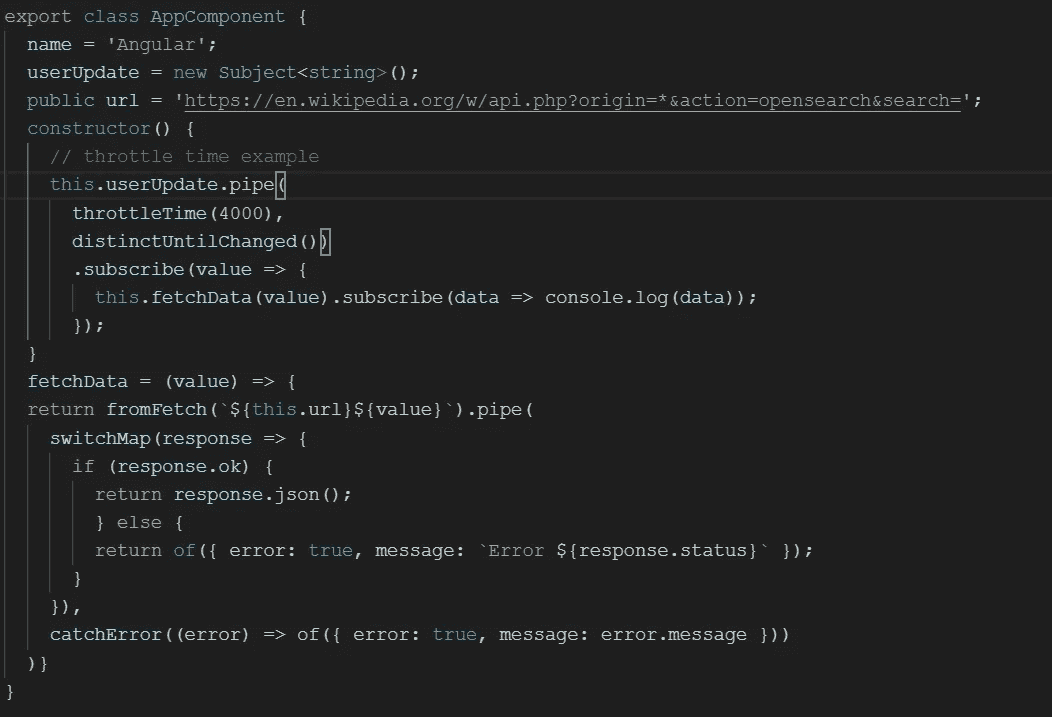 export class AppComponent {
  name = 'Angular';
  userUpdate = new Subject<string>();
  public url = 'https://en.wikipedia.org/w/api.php?origin=*&action=opensearch&search=';
  constructor() {
    // throttle time example
    this.userUpdate.pipe(
      throttleTime(4000),
      distinctUntilChanged())
      .subscribe(value => {
        this.fetchData(value).subscribe(data => console.log(data));
      });
  }
  fetchData = (value) => {
  return fromFetch(`${this.url}${value}`).pipe(
    switchMap(response => {
      if (response.ok) {
        return response.json();
        } else {
        return of({ error: true, message: `Error ${response.status}` });
      }
    }),
    catchError((error) => of({ error: true, message: error.message }))
  )}
}